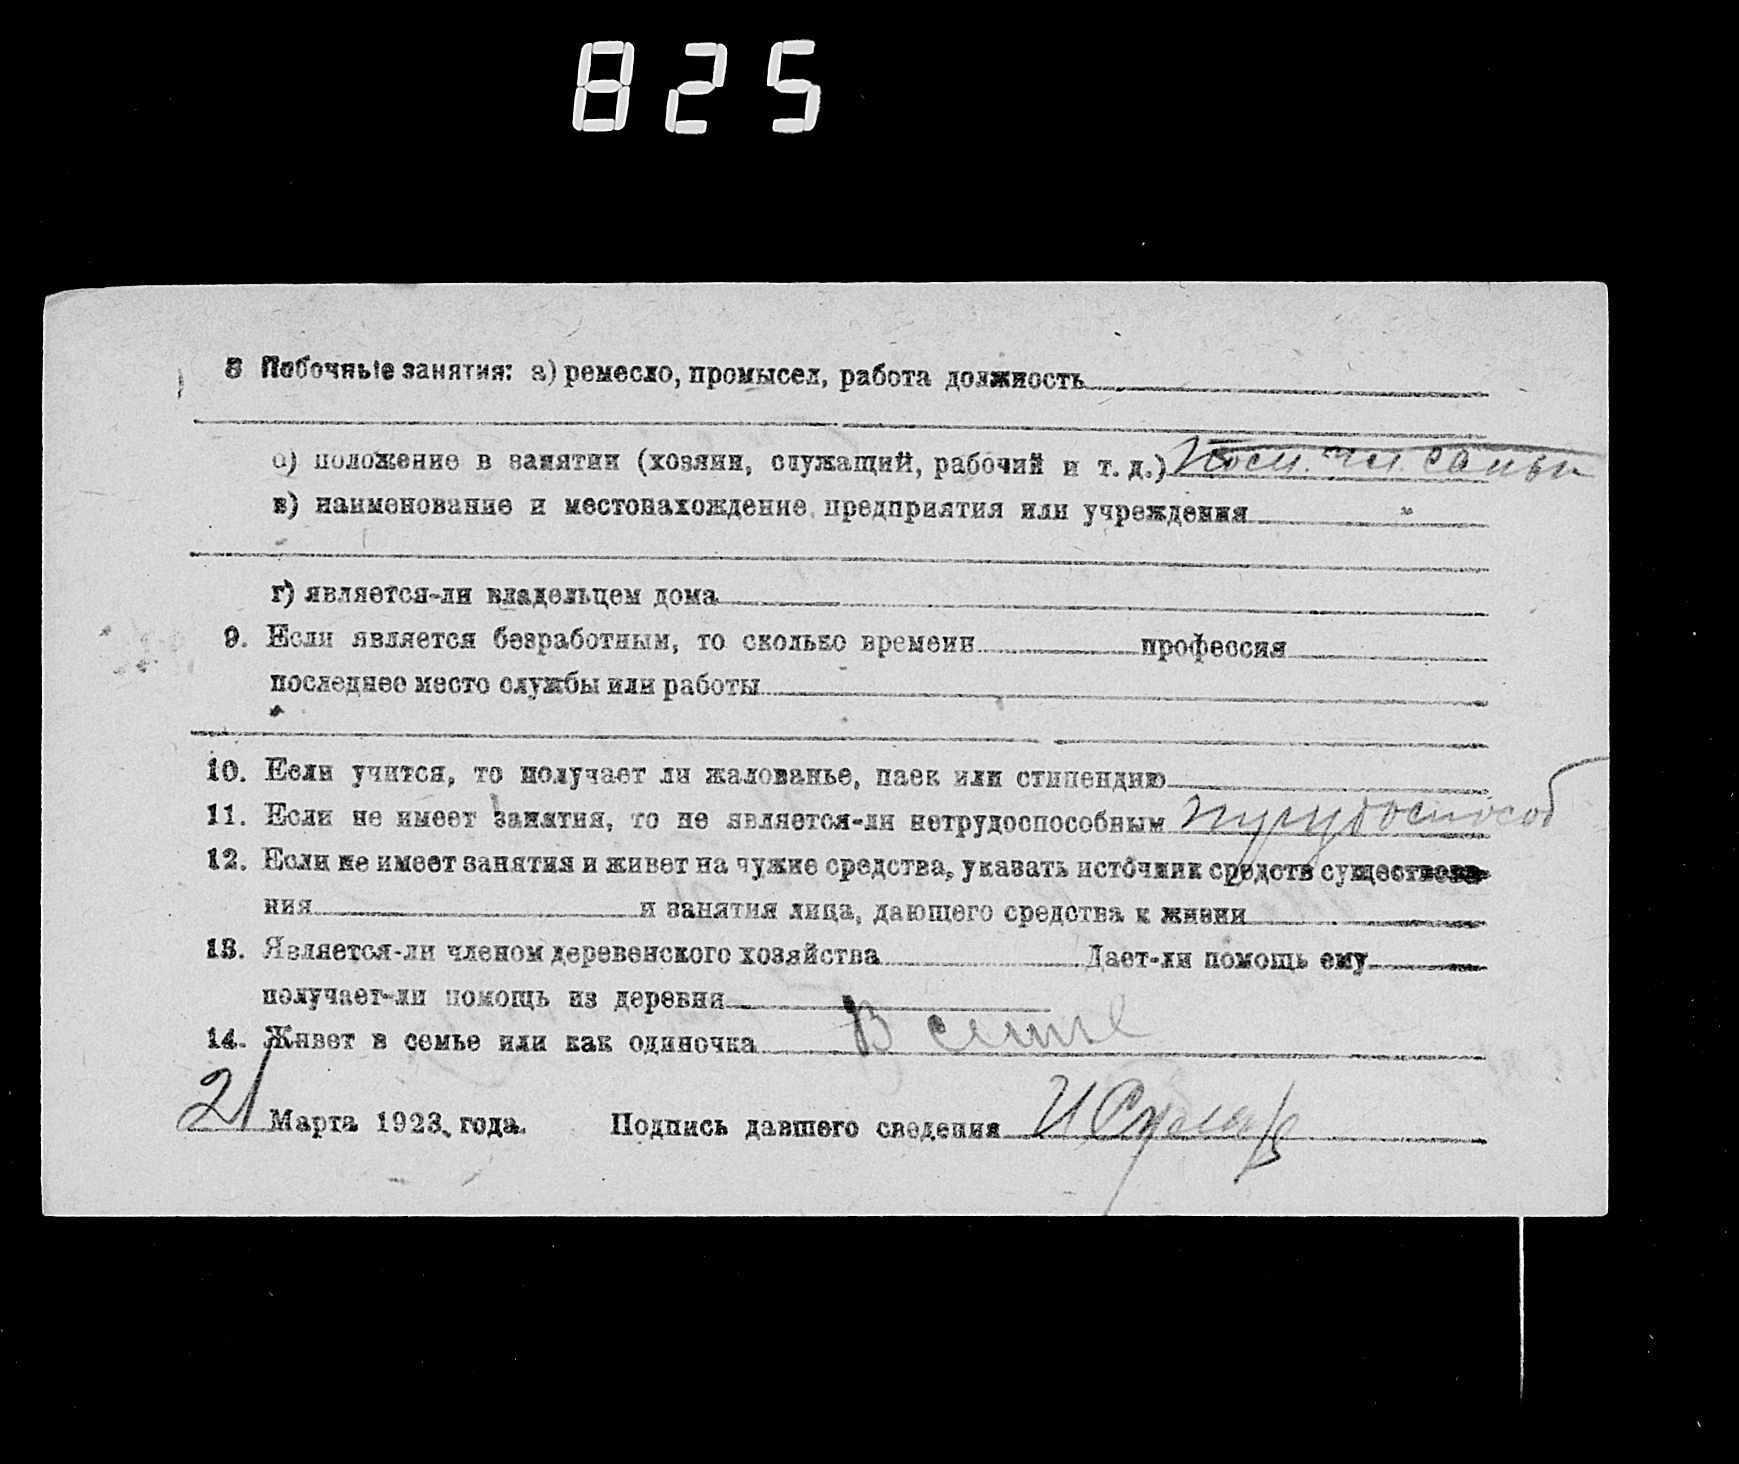 825
8 Побочные занятия: а) ремесло, промысел, работа должность
б) положение в занятии (хозяин, служащий, рабочий и т. д.)
в) наименование и местонахождение предприятия или учреждения "
г) является-ли владельцем дома
9. Если является безработным, то сколько времени профессия
последнее место службы или работы
10. Если учится, то получает ли жалованье, паек или стипендию
11. Если не имеет занятия, то не является-ли нетрудоспособным трудоспособ
12. Если не имеет занятия и живет на чужие средства, указать источник средств существова-
ния и занятия лица, дающего средства к жизни
13. Является-ли членом деревенского хозяйства Дает-ли помощь ему
получает-ли помощь из деревни
14. Живет в семье или как одиночка В семье
21 Марта 1923 года. Подпись давшего сведения